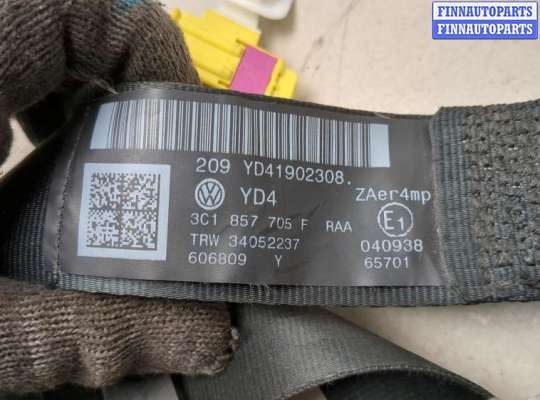 FINNAUTOPARTS
FINNAUTOPARTS
209 YD41902308.
YD4 ZAer4mp
3C1 857 705 F RAA E1
TRW 34052237 040938
606809 Y 65701